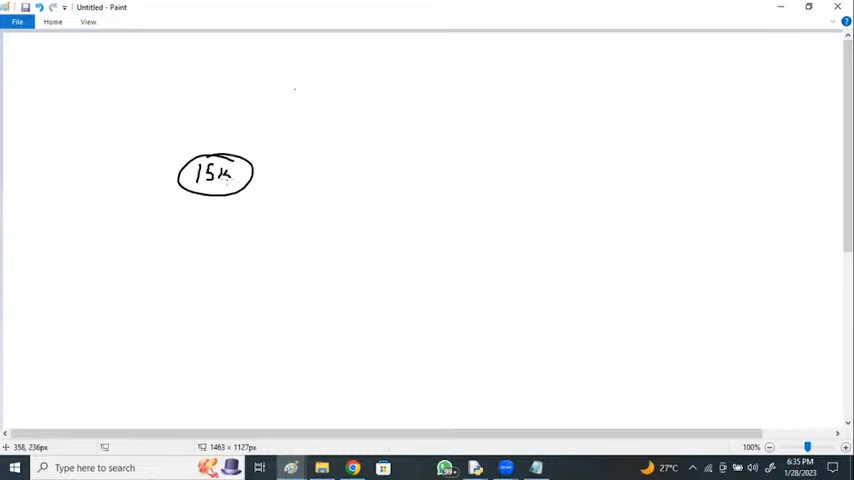 Untitled - Paint
File Home View
15K
358, 236px
1463 × 1127px
100%
Type here to search
99+
27°C
6:35 PM
1/28/2023